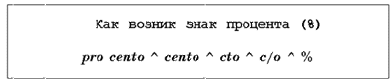 Как возник знак процента (8)
pro cento ^ cento ^ cto ^ c/o ^ %